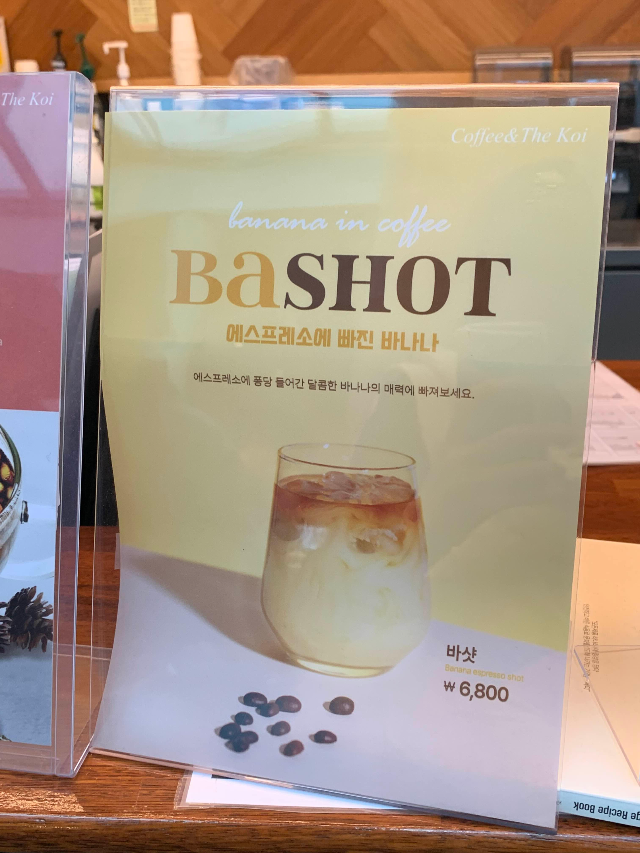 The Koi
Coffee&The Koi
banana in coffee
BaSHOT
에스프레소에 빠진 바나나
에스프레소에 퐁당 들어간 달콤한 바나나의 매력에 빠져보세요.
바샷
Banana espresso shot
₩ 6,800
ge Recipe Book